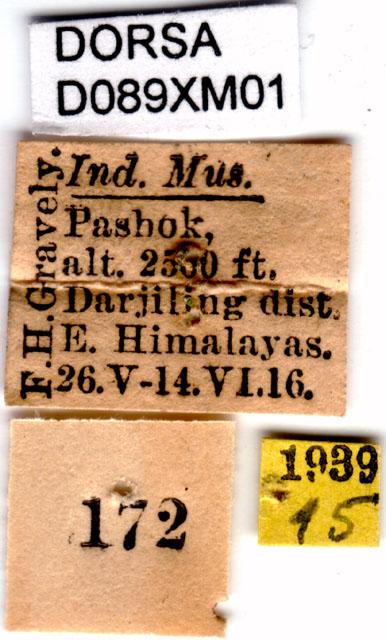 DORSA
D089XM01
Ind. Mus.
Pashok,
alt. 2500 ft.
Darjiling dist.
E. Himalayas.
26.V-14.VI.16.
F.H.Gravely.
172
1939
15